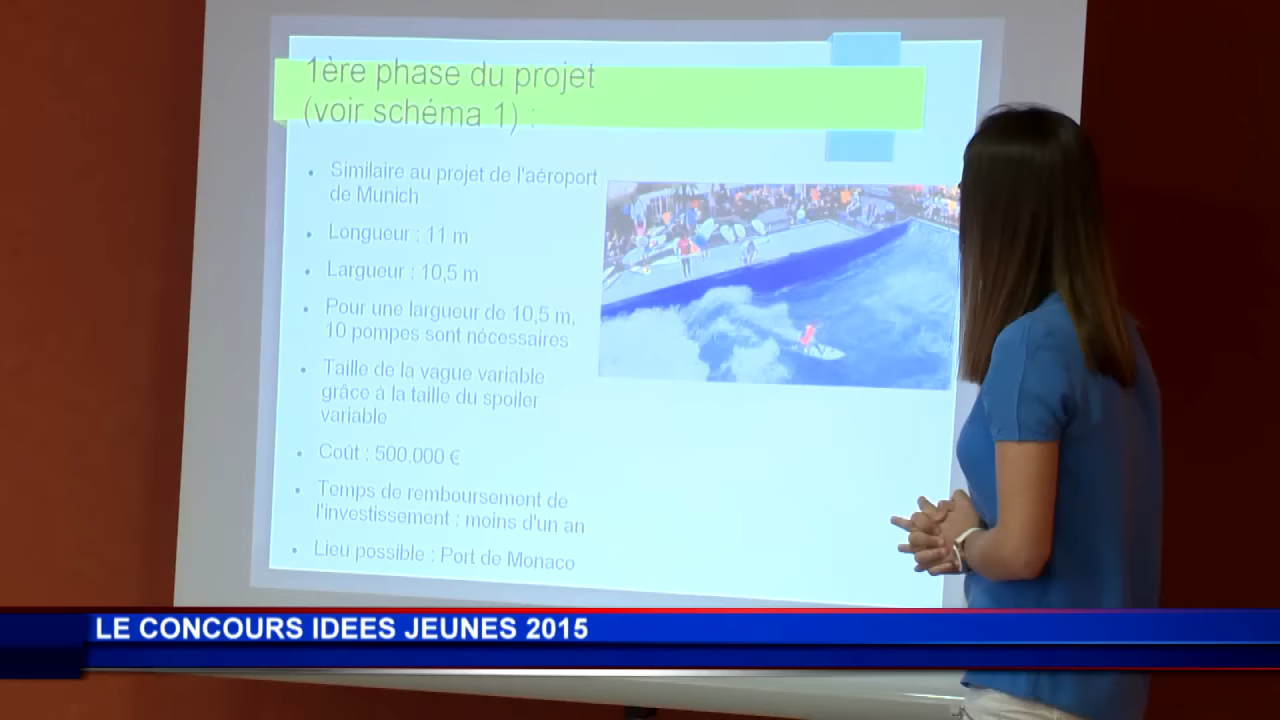 1ère phase du projet
(voir schéma 1) :
• Similaire au projet de l'aéroport
de Munich
• Longueur : 11 m
• Largueur : 10,5 m
• Pour une largueur de 10,5 m,
10 pompes sont nécessaires
• Taille de la vague variable
grâce à la taille du spoiler
variable
• Coût : 500,000 €
• Temps de remboursement de
l'investissement : moins d'un an
• Lieu possible : Port de Monaco
LE CONCOURS IDEES JEUNES 2015